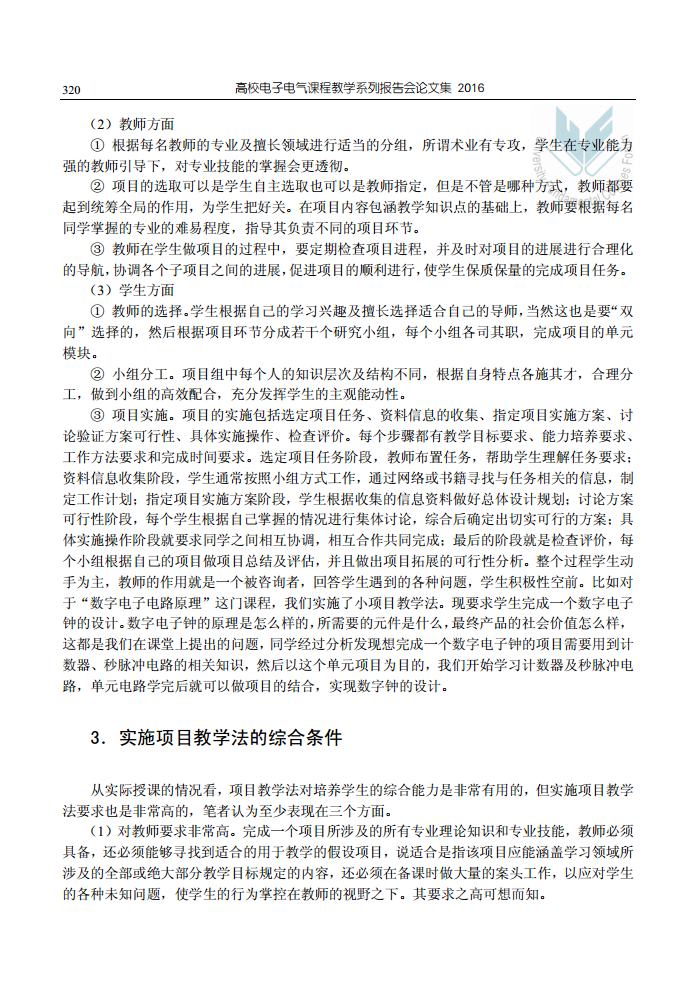 320
高校电子电气课程教学系列报告会论文集 2016
（2）教师方面
① 根据每名教师的专业及擅长领域进行适当的分组，所谓术业有专攻，学生在专业能力
强的教师引导下，对专业技能的掌握会更透彻。
② 项目的选取可以是学生自主选取也可以是教师指定，但是不管是哪种方式，教师都要
起到统筹全局的作用，为学生把好关。在项目内容包涵教学知识点的基础上，教师要根据每名
同学掌握的专业的难易程度，指导其负责不同的项目环节。
③ 教师在学生做项目的过程中，要定期检查项目进程，并及时对项目的进展进行合理化
的导航，协调各个子项目之间的进展，促进项目的顺利进行，使学生保质保量的完成项目任务。
（3）学生方面
① 教师的选择。学生根据自己的学习兴趣及擅长选择适合自己的导师，当然这也是要“双
向”选择的，然后根据项目环节分成若干个研究小组，每个小组各司其职，完成项目的单元
模块。
② 小组分工。项目组中每个人的知识层次及结构不同，根据自身特点各施其才，合理分
工，做到小组的高效配合，充分发挥学生的主观能动性。
③ 项目实施。项目的实施包括选定项目任务、资料信息的收集、指定项目实施方案、讨
论验证方案可行性、具体实施操作、检查评价。每个步骤都有教学目标要求、能力培养要求、
工作方法要求和完成时间要求。选定项目任务阶段，教师布置任务，帮助学生理解任务要求；
资料信息收集阶段，学生通常按照小组方式工作，通过网络或书籍寻找与任务相关的信息，制
定工作计划；指定项目实施方案阶段，学生根据收集的信息资料做好总体设计规划；讨论方案
可行性阶段，每个学生根据自己掌握的情况进行集体讨论，综合后确定出切实可行的方案；具
体实施操作阶段就要求同学之间相互协调，相互合作共同完成；最后的阶段就是检查评价，每
个小组根据自己的项目做项目总结及评估，并且做出项目拓展的可行性分析。整个过程学生动
手为主，教师的作用就是一个被咨询者，回答学生遇到的各种问题，学生积极性空前。比如对
于“数字电子电路原理”这门课程，我们实施了小项目教学法。现要求学生完成一个数字电子
钟的设计。数字电子钟的原理是怎么样的，所需要的元件是什么，最终产品的社会价值怎么样，
这都是我们在课堂上提出的问题，同学经过分析发现想完成一个数字电子钟的项目需要用到计
数器、秒脉冲电路的相关知识，然后以这个单元项目为目的，我们开始学习计数器及秒脉冲电
路，单元电路学完后就可以做项目的结合，实现数字钟的设计。
3．实施项目教学法的综合条件
从实际授课的情况看，项目教学法对培养学生的综合能力是非常有用的，但实施项目教学
法要求也是非常高的，笔者认为至少表现在三个方面。
（1）对教师要求非常高。完成一个项目所涉及的所有专业理论知识和专业技能，教师必须
具备，还必须能够寻找到适合的用于教学的假设项目，说适合是指该项目应能涵盖学习领域所
涉及的全部或绝大部分教学目标规定的内容，还必须在备课时做大量的案头工作，以应对学生
的各种未知问题，使学生的行为掌控在教师的视野之下。其要求之高可想而知。